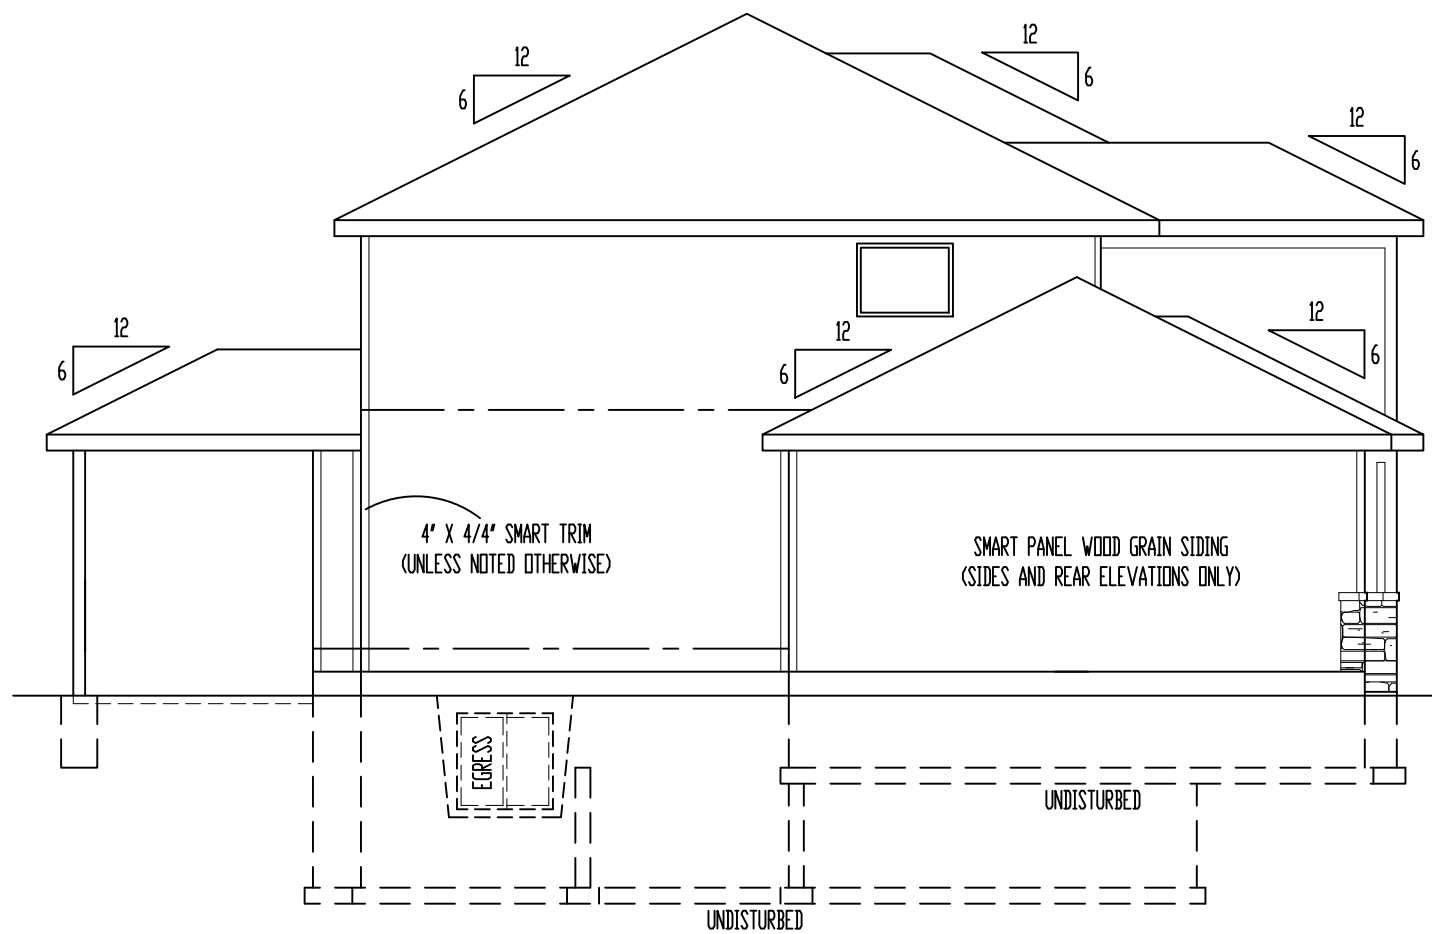 12
6
12
6
12
6
12
6
12
6
12
6
4" X 4/4" SMART TRIM
(UNLESS NOTED OTHERWISE)
SMART PANEL WOOD GRAIN SIDING
(SIDES AND REAR ELEVATIONS ONLY)
EGRESS
UNDISTURBED
UNDISTURBED